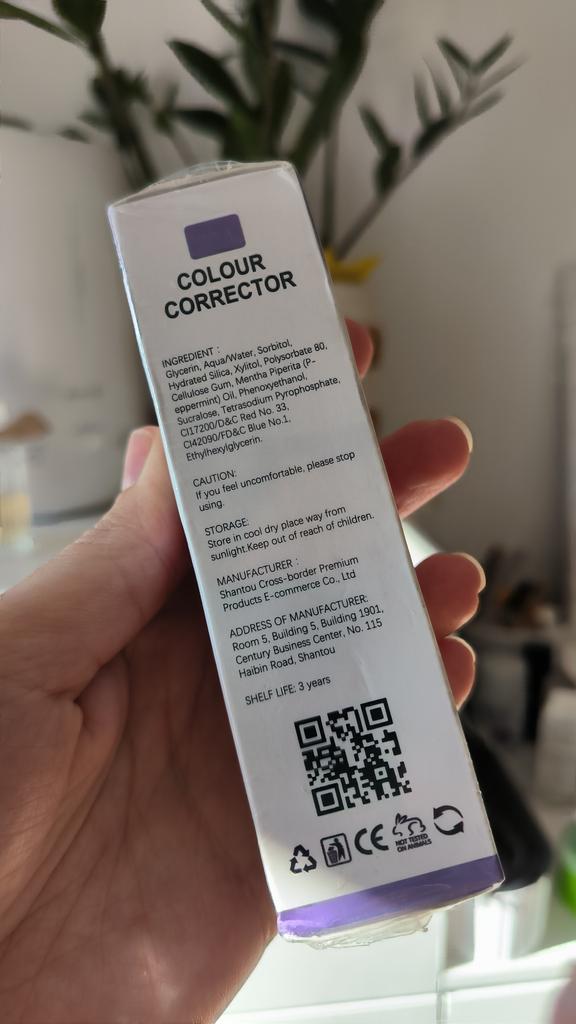 COLOUR
CORRECTOR
INGREDIENT :
Glycerin, Aqua/Water, Sorbitol,
Hydrated Silica, Xylitol, Polysorbate 80,
Cellulose Gum, Mentha Piperita (P-
eppermint) Oil, Phenoxyethanol,
Sucralose, Tetrasodium Pyrophosphate,
CI17200/D&C Red No. 33,
CI42090/FD&C Blue No.1,
Ethylhexylglycerin.
CAUTION:
If you feel uncomfortable, please stop
using.
STORAGE:
Store in cool dry place way from
sunlight.Keep out of reach of children.
MANUFACTURER :
Shantou Cross-border Premium
Products E-commerce Co., Ltd
ADDRESS OF MANUFACTURER:
Room 5, Building 5, Building 1901,
Century Business Center, No. 115
Haibin Road, Shantou
SHELF LIFE: 3 years
CE
NOT TESTED
ON ANIMALS